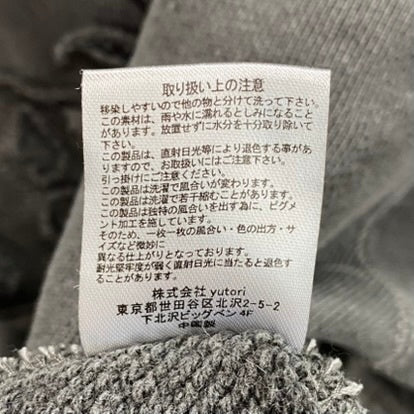 取り扱い上の注意
移染しやすいので他の物と分けて洗って下さい。
この素材は、雨や水に濡れるとしみになること
があります。放置せずに水分を十分取り除いて
下さい。
この製品は、直射日光等により退色する事があ
りますので、お取扱いにはご注意ください。
引っ掛けにご注意ください。
この製品は洗濯で風合いが変わります。
この製品は洗濯で若干縮むことがあります。
この製品は独特の風合いを出す為に、ピグメ
ント加工を施しています。
そのため、一枚一枚の風合い・色の出方・サ
イズなど微妙に
異なる仕上がりとなっております。
耐光堅牢度が弱く直射日光に当たると退色す
ることがあります。
株式会社 yutori
東京都世田谷区北沢2-5-2
下北沢ビッグベン 4F
中国製